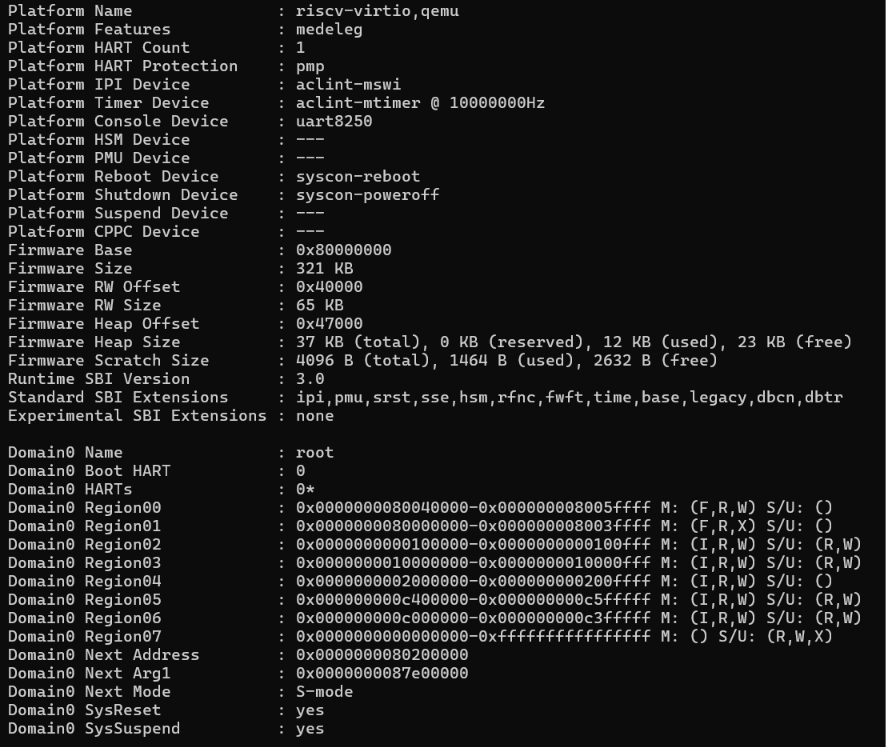 Platform Name             : riscv-virtio,qemu
Platform Features         : medeleg
Platform HART Count       : 1
Platform HART Protection  : pmp
Platform IPI Device       : aclint-mswi
Platform Timer Device     : aclint-mtimer @ 10000000Hz
Platform Console Device   : uart8250
Platform HSM Device       : ---
Platform PMU Device       : ---
Platform Reboot Device    : syscon-reboot
Platform Shutdown Device  : syscon-poweroff
Platform Suspend Device   : ---
Platform CPPC Device      : ---
Firmware Base             : 0x80000000
Firmware Size             : 321 KB
Firmware RW Offset        : 0x40000
Firmware RW Size          : 65 KB
Firmware Heap Offset      : 0x47000
Firmware Heap Size        : 37 KB (total), 0 KB (reserved), 12 KB (used), 23 KB (free)
Firmware Scratch Size     : 4096 B (total), 1464 B (used), 2632 B (free)
Runtime SBI Version       : 3.0
Standard SBI Extensions   : ipi,pmu,srst,sse,hsm,rfnc,fwft,time,base,legacy,dbcn,dbtr
Experimental SBI Extensions : none

Domain0 Name              : root
Domain0 Boot HART         : 0
Domain0 HARTs             : 0*
Domain0 Region00          : 0x0000000080040000-0x000000008005ffff M: (F,R,W) S/U: ()
Domain0 Region01          : 0x0000000080000000-0x000000008003ffff M: (F,R,X) S/U: ()
Domain0 Region02          : 0x0000000000100000-0x0000000000100fff M: (I,R,W) S/U: (R,W)
Domain0 Region03          : 0x0000000010000000-0x0000000010000fff M: (I,R,W) S/U: (R,W)
Domain0 Region04          : 0x0000000002000000-0x000000000200ffff M: (I,R,W) S/U: ()
Domain0 Region05          : 0x000000000c400000-0x000000000c5fffff M: (I,R,W) S/U: (R,W)
Domain0 Region06          : 0x000000000c000000-0x000000000c3fffff M: (I,R,W) S/U: (R,W)
Domain0 Region07          : 0x0000000000000000-0xffffffffffffffff M: () S/U: (R,W,X)
Domain0 Next Address      : 0x0000000080200000
Domain0 Next Arg1         : 0x0000000087e00000
Domain0 Next Mode         : S-mode
Domain0 SysReset          : yes
Domain0 SysSuspend        : yes